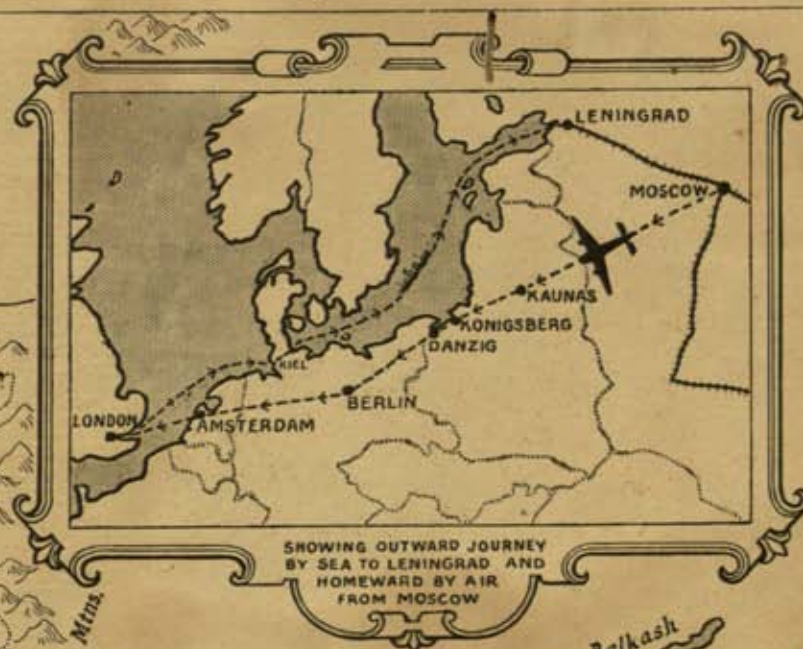 LENINGRAD
MOSCOW
KAUNAS
KONIGSBERG
DANZIG
KIEL
BERLIN
LONDON
AMSTERDAM
SHOWING OUTWARD JOURNEY
BY SEA TO LENINGRAD AND
HOMEWARD BY AIR
FROM MOSCOW
Mtns.
Balkash